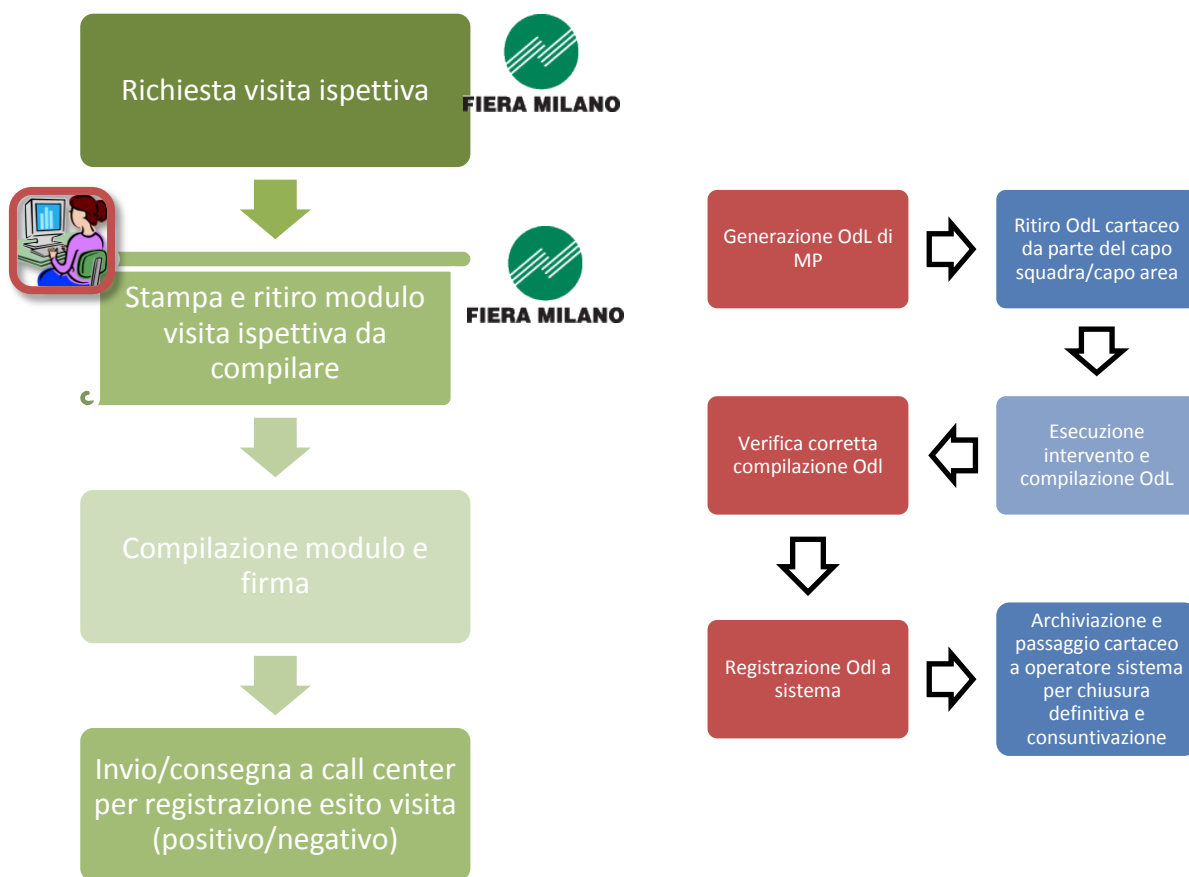 Richiesta visita ispettiva
FIERA MILANO
Stampa e ritiro modulo
visita ispettiva da
compilare
FIERA MILANO
Compilazione modulo e
firma
Invio/consegna a call center
per registrazione esito visita
(positivo/negativo)
Generazione OdL di
MP
Ritiro OdL cartaceo
da parte del capo
squadra/capo area
Esecuzione
intervento e
compilazione OdL
Verifica corretta
compilazione Odl
Registrazione Odl a
sistema
Archiviazione e
passaggio cartaceo
a operatore sistema
per chiusura
definitiva e
consuntivazione